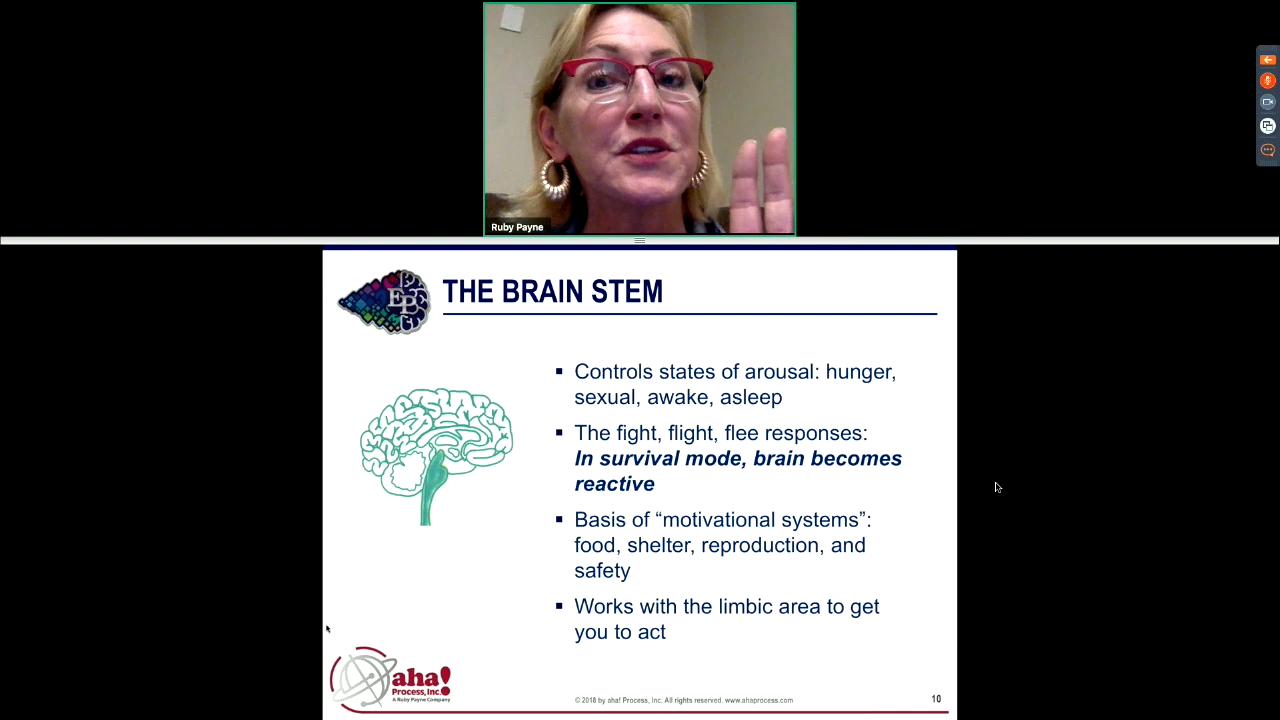 Ruby Payne
EP
THE BRAIN STEM
▪ Controls states of arousal: hunger,
sexual, awake, asleep
▪ The fight, flight, flee responses:
In survival mode, brain becomes
reactive
▪ Basis of “motivational systems”:
food, shelter, reproduction, and
safety
▪ Works with the limbic area to get
you to act
aha!
Process, Inc.
A Ruby Payne Company
© 2018 by aha! Process, Inc. All rights reserved. www.ahaprocess.com
10